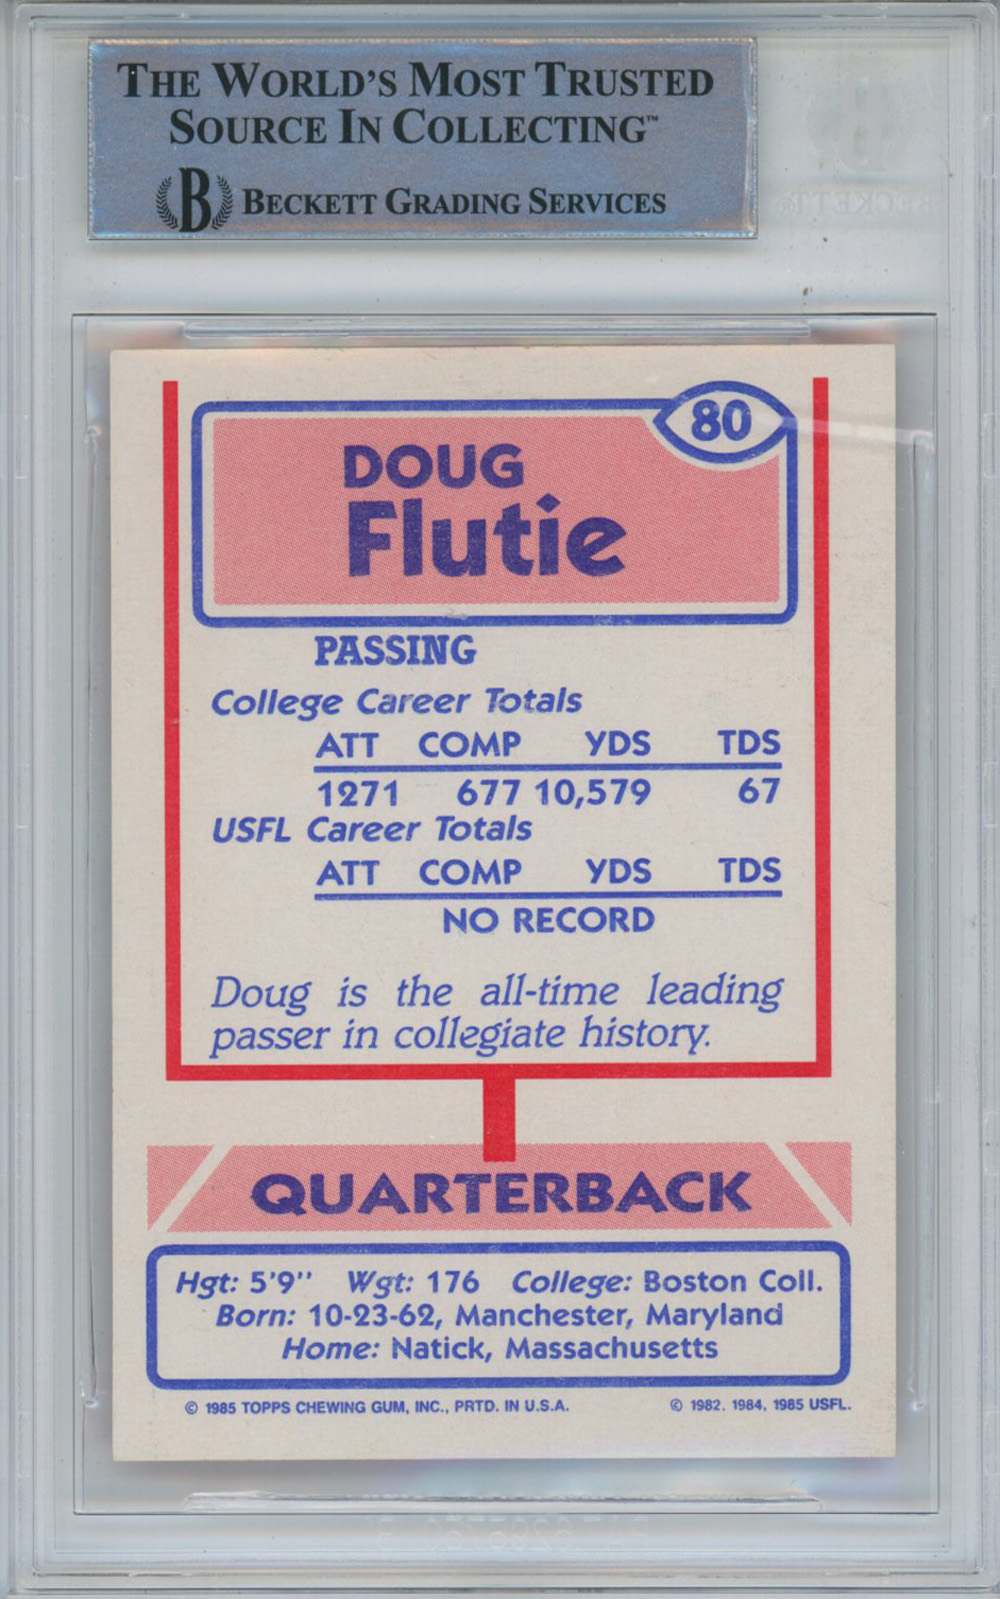 THE WORLD'S MOST TRUSTED
SOURCE IN COLLECTING™
B BECKETT GRADING SERVICES
80
DOUG
Flutie
PASSING
College Career Totals
ATT COMP YDS TDS
1271 677 10,579 67
USFL Career Totals
ATT COMP YDS TDS
NO RECORD
Doug is the all-time leading
passer in collegiate history.
QUARTERBACK
Hgt: 5'9" Wgt: 176 College: Boston Coll.
Born: 10-23-62, Manchester, Maryland
Home: Natick, Massachusetts
© 1985 TOPPS CHEWING GUM, INC., PRTD. IN U.S.A. © 1982, 1984, 1985 USFL.